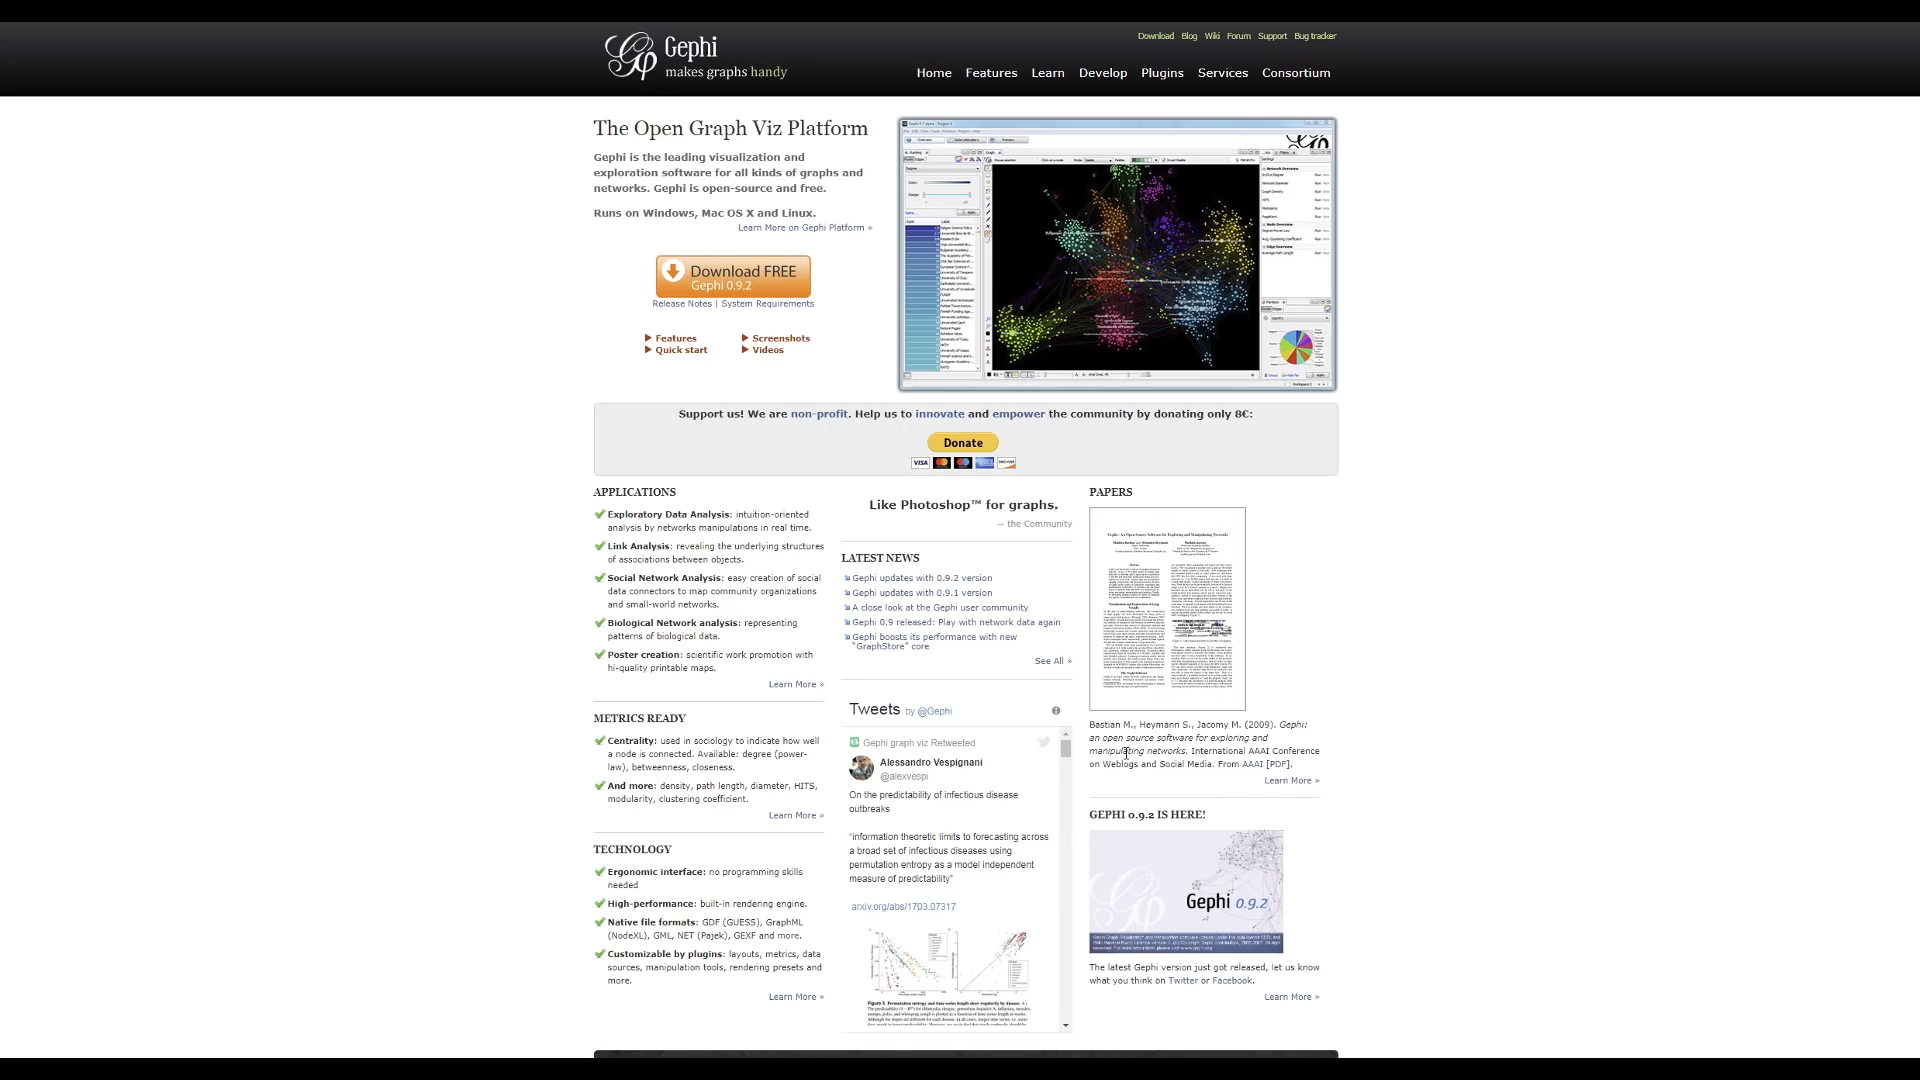 Gephi
makes graphs handy
Download Blog Wiki Forum Support Bug tracker
Home Features Learn Develop Plugins Services Consortium
The Open Graph Viz Platform
Gephi is the leading visualization and
exploration software for all kinds of graphs and
networks. Gephi is open-source and free.
Runs on Windows, Mac OS X and Linux.
Learn More on Gephi Platform »
Download FREE
Gephi 0.9.2
Release Notes | System Requirements
Features
Screenshots
Quick start
Videos
Support us! We are non-profit. Help us to innovate and empower the community by donating only 8€:
Donate
VISA
APPLICATIONS
Exploratory Data Analysis: intuition-oriented
analysis by networks manipulations in real time.
Link Analysis: revealing the underlying structures
of associations between objects.
Social Network Analysis: easy creation of social
data connectors to map community organizations
and small-world networks.
Biological Network analysis: representing
patterns of biological data.
Poster creation: scientific work promotion with
hi-quality printable maps.
Learn More »
METRICS READY
Centrality: used in sociology to indicate how well
a node is connected. Available: degree (power-
law), betweenness, closeness.
And more: density, path length, diameter, HITS,
modularity, clustering coefficient.
Learn More »
TECHNOLOGY
Ergonomic interface: no programming skills
needed
High-performance: built-in rendering engine.
Native file formats: GDF (GUESS), GraphML
(NodeXL), GML, NET (Pajek), GEXF and more.
Customizable by plugins: layouts, metrics, data
sources, manipulation tools, rendering presets and
more.
Learn More »
Like Photoshop™ for graphs.
— the Community
LATEST NEWS
Gephi updates with 0.9.2 version
Gephi updates with 0.9.1 version
A close look at the Gephi user community
Gephi 0.9 released: Play with network data again
Gephi boosts its performance with new
"GraphStore" core
See All »
Tweets by @Gephi
Gephi graph viz Retweeted
Alessandro Vespignani
@alexvespi
On the predictability of infectious disease
outbreaks
"information theoretic limits to forecasting across
a broad set of infectious diseases using
permutation entropy as a model independent
measure of predictability"
arxiv.org/abs/1703.07317
PAPERS
Gephi: An Open Source Software for Exploring and Manipulating Networks
Bastian M., Heymann S., Jacomy M. (2009). Gephi:
an open source software for exploring and
manipulating networks. International AAAI Conference
on Weblogs and Social Media. From AAAI [PDF].
Learn More »
GEPHI 0.9.2 IS HERE!
Gephi 0.9.2
The latest Gephi version just got released, let us know
what you think on Twitter or Facebook.
Learn More »